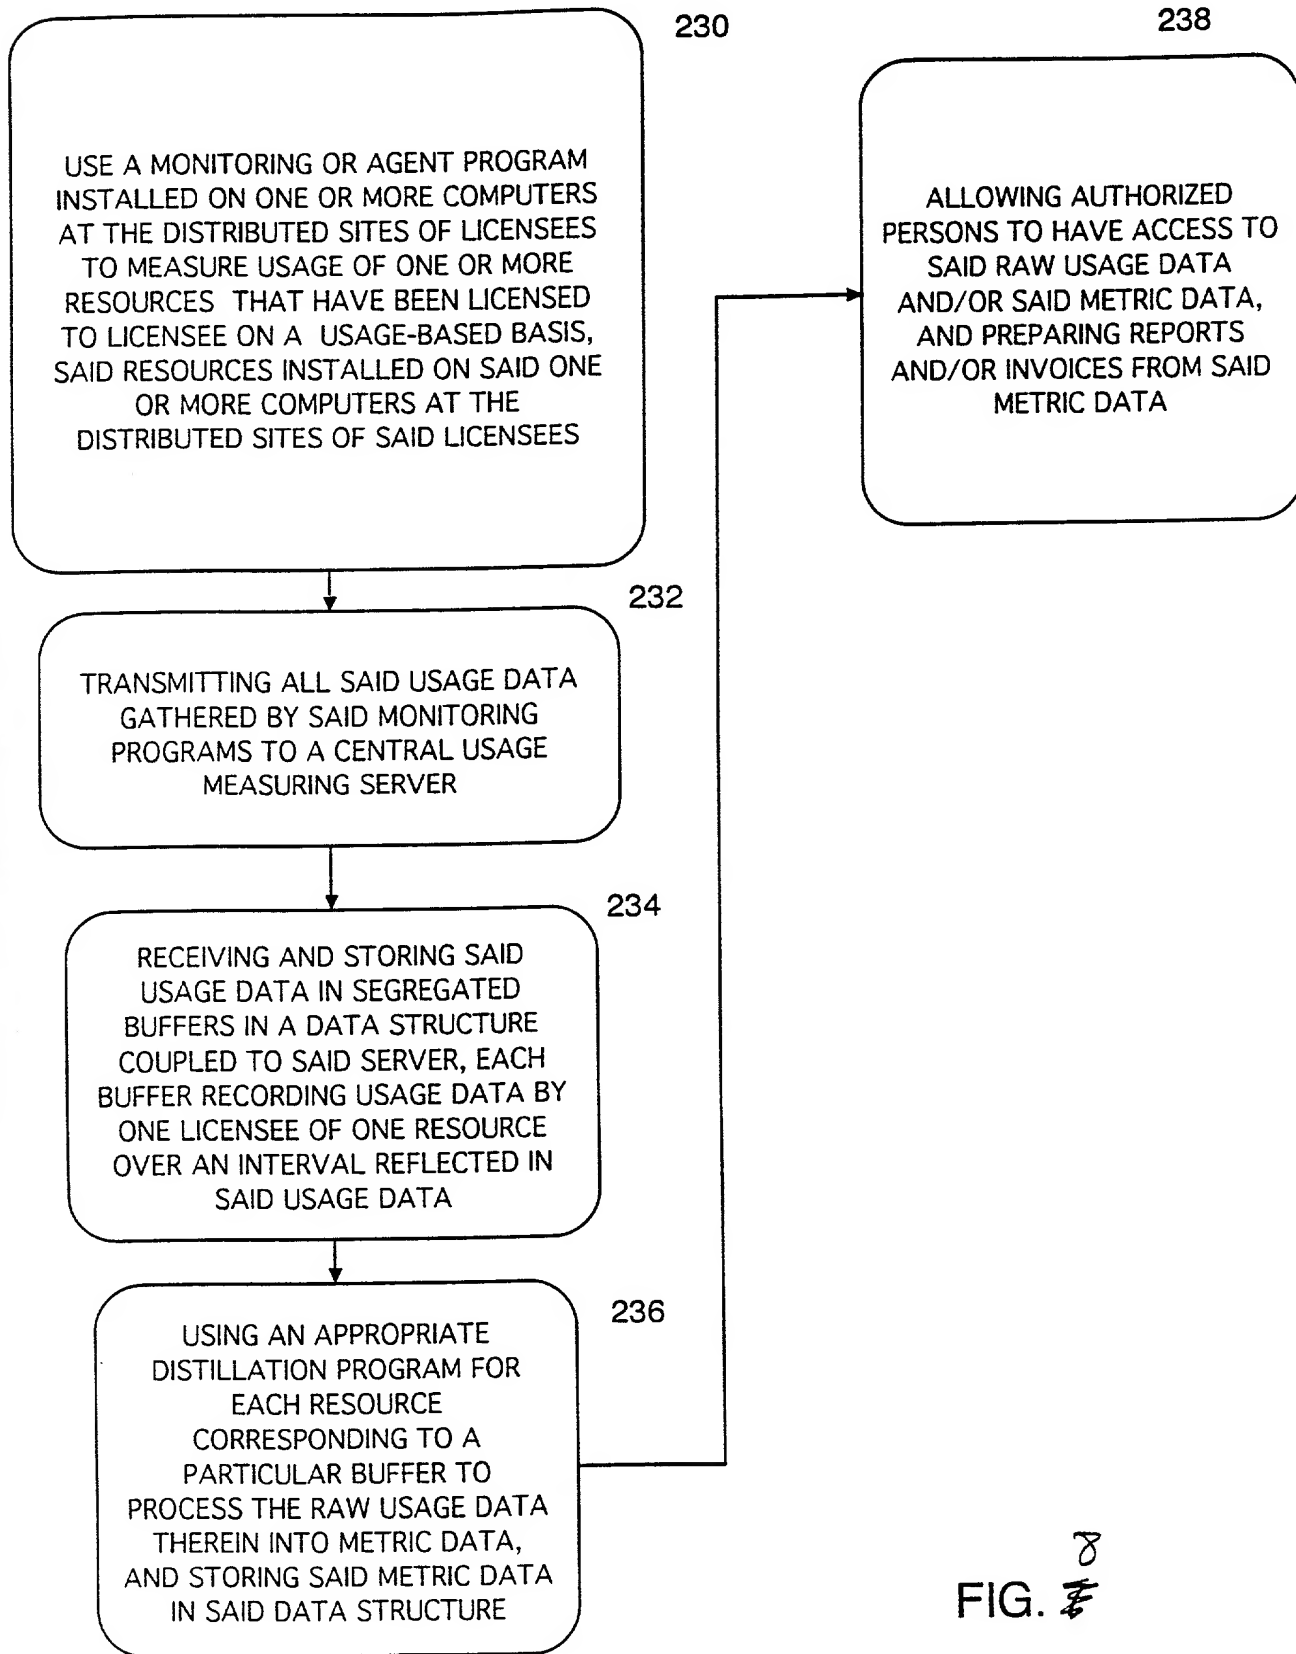 230
USE A MONITORING OR AGENT PROGRAM
INSTALLED ON ONE OR MORE COMPUTERS
AT THE DISTRIBUTED SITES OF LICENSEES
TO MEASURE USAGE OF ONE OR MORE
RESOURCES THAT HAVE BEEN LICENSED
TO LICENSEE ON A USAGE-BASED BASIS,
SAID RESOURCES INSTALLED ON SAID ONE
OR MORE COMPUTERS AT THE
DISTRIBUTED SITES OF SAID LICENSEES
232
TRANSMITTING ALL SAID USAGE DATA
GATHERED BY SAID MONITORING
PROGRAMS TO A CENTRAL USAGE
MEASURING SERVER
234
RECEIVING AND STORING SAID
USAGE DATA IN SEGREGATED
BUFFERS IN A DATA STRUCTURE
COUPLED TO SAID SERVER, EACH
BUFFER RECORDING USAGE DATA BY
ONE LICENSEE OF ONE RESOURCE
OVER AN INTERVAL REFLECTED IN
SAID USAGE DATA
236
USING AN APPROPRIATE
DISTILLATION PROGRAM FOR
EACH RESOURCE
CORRESPONDING TO A
PARTICULAR BUFFER TO
PROCESS THE RAW USAGE DATA
THEREIN INTO METRIC DATA,
AND STORING SAID METRIC DATA
IN SAID DATA STRUCTURE
238
ALLOWING AUTHORIZED
PERSONS TO HAVE ACCESS TO
SAID RAW USAGE DATA
AND/OR SAID METRIC DATA,
AND PREPARING REPORTS
AND/OR INVOICES FROM SAID
METRIC DATA
8
FIG.